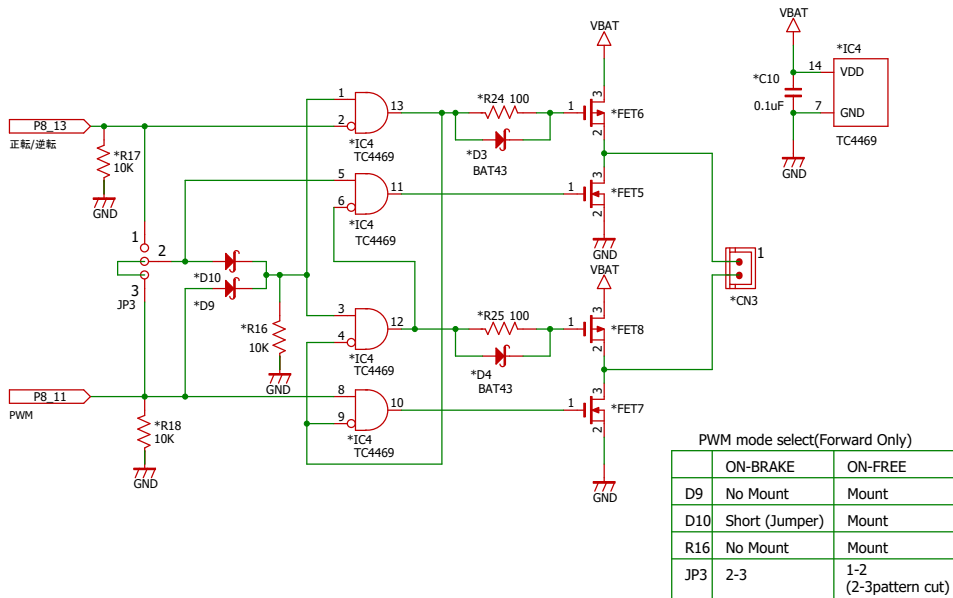 VBAT
VBAT
*IC4
14
VDD
*C10
0.1uF
7
GND
GND
TC4469
P8_13
正転/逆転
*R17
10K
GND
1
2
13
*IC4
TC4469
*R24 100
*D3
BAT43
1
3
2
*FET6
5
6
11
*IC4
TC4469
1
3
2
*FET5
GND
1
2
3
JP3
*D10
*D9
*R16
10K
GND
VBAT
1
*CN3
3
4
12
*IC4
TC4469
*R25 100
*D4
BAT43
1
3
2
*FET8
P8_11
PWM
*R18
10K
GND
8
9
10
*IC4
TC4469
1
3
2
*FET7
GND
PWM mode select(Forward Only)
ON-BRAKE ON-FREE
D9 No Mount Mount
D10 Short (Jumper) Mount
R16 No Mount Mount
JP3 2-3 1-2
(2-3pattern cut)